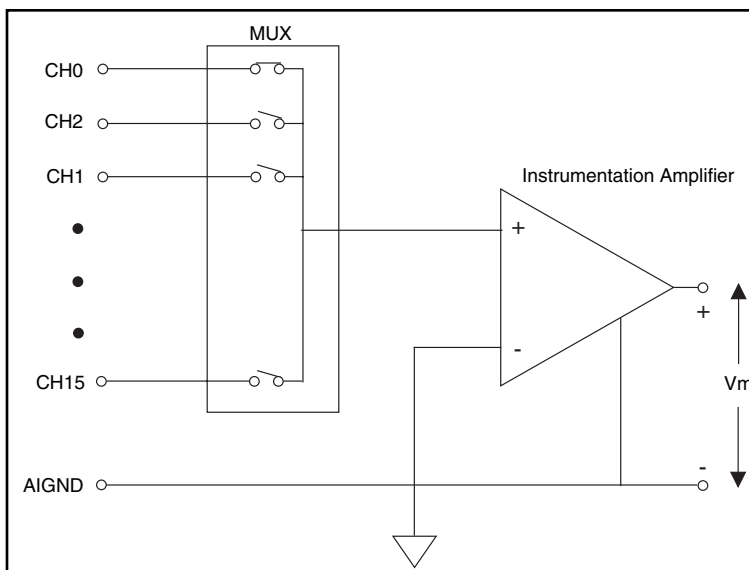 MUX
CH0
CH2
CH1
Instrumentation Amplifier
+
+
-
CH15
Vm
AIGND
-